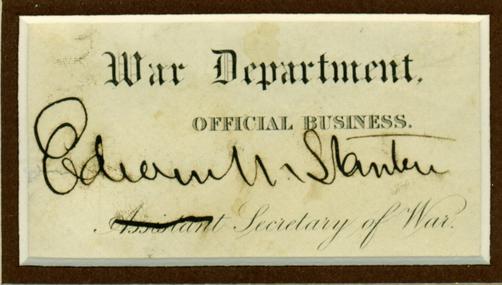 War Department.
OFFICIAL BUSINESS.
Edwin M. Stanton
Assistant Secretary of War.